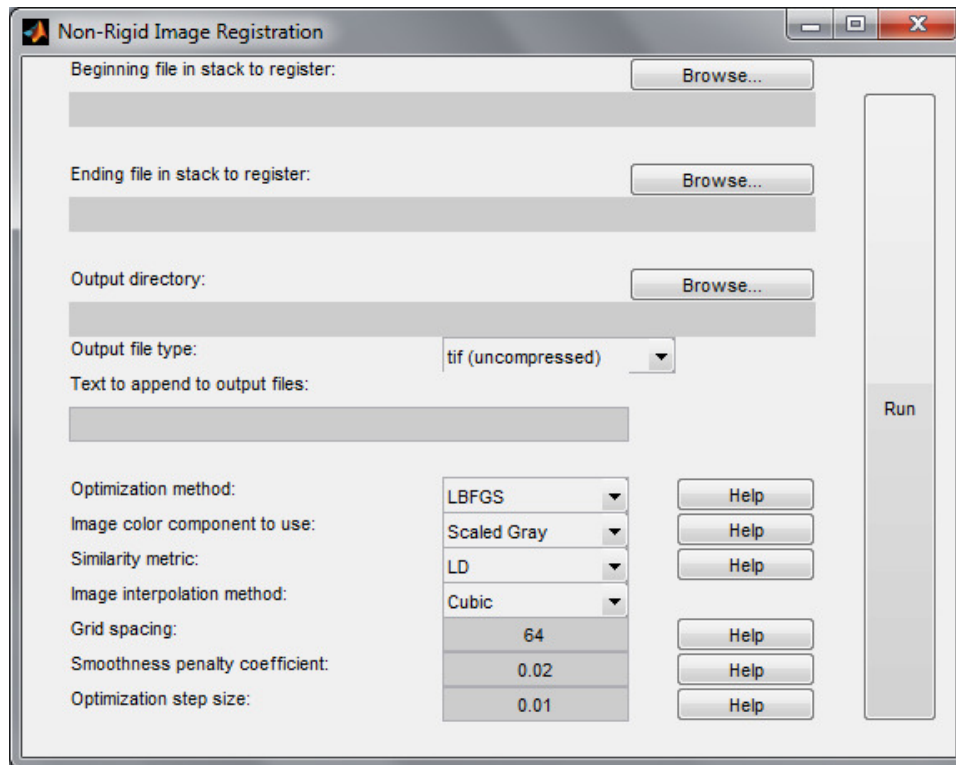 Non-Rigid Image Registration
Beginning file in stack to register: Browse...
Ending file in stack to register: Browse...
Output directory: Browse...
Output file type: tif (uncompressed)
Text to append to output files:
Run
Optimization method: LBFGS Help
Image color component to use: Scaled Gray Help
Similarity metric: LD Help
Image interpolation method: Cubic
Grid spacing: 64 Help
Smoothness penalty coefficient: 0.02 Help
Optimization step size: 0.01 Help